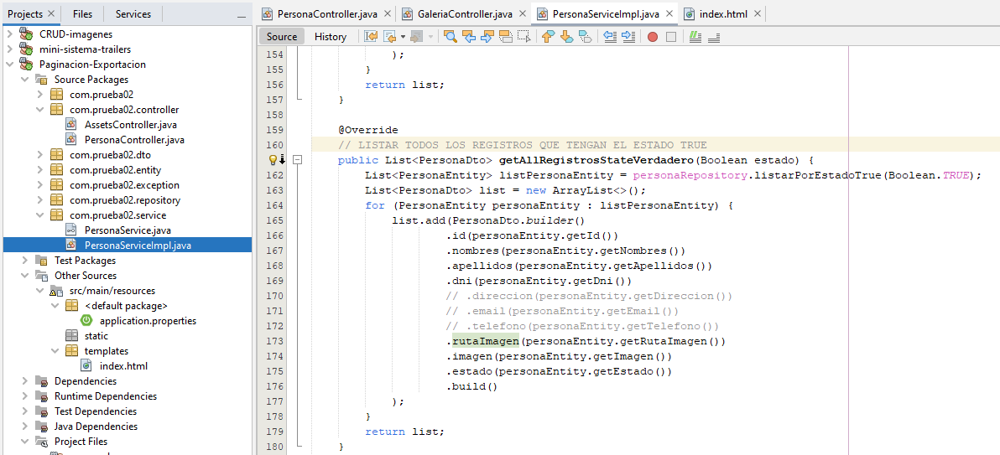 Projects × Files Services
CRUD-imagenes
mini-sistema-trailers
Paginacion-Exportacion
Source Packages
com.prueba02
com.prueba02.controller
AssetsController.java
PersonaController.java
com.prueba02.dto
com.prueba02.entity
com.prueba02.exception
com.prueba02.repository
com.prueba02.service
PersonaService.java
PersonaServiceImpl.java
Test Packages
Other Sources
src/main/resources
<default package>
application.properties
static
templates
index.html
Dependencies
Runtime Dependencies
Test Dependencies
Java Dependencies
Project Files
PersonaController.java × GaleriaController.java × PersonaServiceImpl.java × index.html ×
Source History
154 );
155 }
156 return list;
157 }
158
159 @Override
160 // LISTAR TODOS LOS REGISTROS QUE TENGAN EL ESTADO TRUE
public List<PersonaDto> getAllRegistrosStateVerdadero(Boolean estado) {
162 List<PersonaEntity> listPersonaEntity = personaRepository.listarPorEstadoTrue(Boolean.TRUE);
163 List<PersonaDto> list = new ArrayList<>();
164 for (PersonaEntity personaEntity : listPersonaEntity) {
165 list.add(PersonaDto.builder()
166 .id(personaEntity.getId())
167 .nombres(personaEntity.getNombres())
168 .apellidos(personaEntity.getApellidos())
169 .dni(personaEntity.getDni())
170 // .direccion(personaEntity.getDireccion())
171 // .email(personaEntity.getEmail())
172 // .telefono(personaEntity.getTelefono())
173 .rutaImagen(personaEntity.getRutaImagen())
174 .imagen(personaEntity.getImagen())
175 .estado(personaEntity.getEstado())
176 .build()
177 );
178 }
179 return list;
180 }